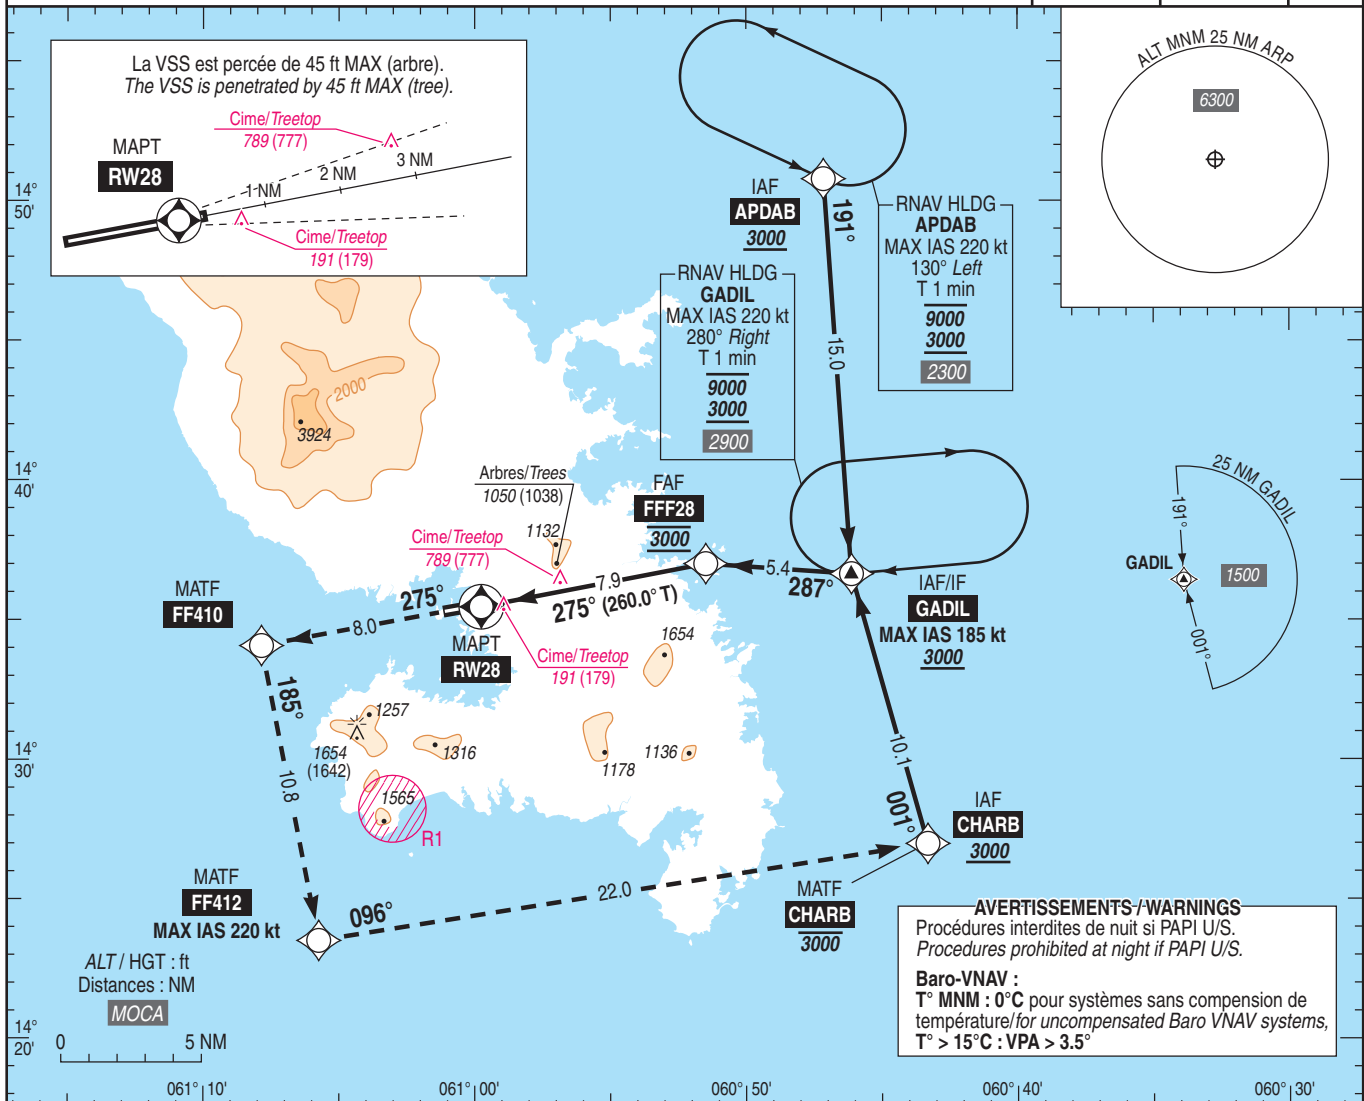 La VSS est percée de 45 ft MAX (arbre).
The VSS is penetrated by 45 ft MAX (tree).
Cime/Treetop
789 (777)
MAPT
RW28
1 NM
2 NM
3 NM
Cime/Treetop
191 (179)
ALT MNM 25 NM ARP
6300
14°
50'
IAF
APDAB
3000
191°
RNAV HLDG
APDAB
MAX IAS 220 kt
130° Left
T 1 min
9000
3000
2300
RNAV HLDG
GADIL
MAX IAS 220 kt
280° Right
T 1 min
9000
3000
2900
15.0
2000
3924
14°
40'
Arbres/Trees
1050 (1038)
1132
Cime/Treetop
789 (777)
FAF
FFF28
3000
5.4
287°
IAF/IF
GADIL
MAX IAS 185 kt
3000
25 NM GADIL
191°
GADIL
1500
001°
MATF
FF410
275°
8.0
7.9
275° (260.0° T)
MAPT
RW28
Cime/Treetop
191 (179)
1654
185°
10.8
1257
1654
(1642)
1316
1178
1136
1565
R1
14°
30'
10.1
001°
IAF
CHARB
3000
MATF
CHARB
3000
MATF
FF412
MAX IAS 220 kt
096°
22.0
ALT / HGT : ft
Distances : NM
MOCA
0
5 NM
14°
20'
AVERTISSEMENTS / WARNINGS
Procédures interdites de nuit si PAPI U/S.
Procedures prohibited at night if PAPI U/S.
Baro-VNAV :
T° MNM : 0°C pour systèmes sans compension de
température/for uncompensated Baro VNAV systems,
T° > 15°C : VPA > 3.5°
061° 10'
061° 00'
060° 50'
060° 40'
060° 30'